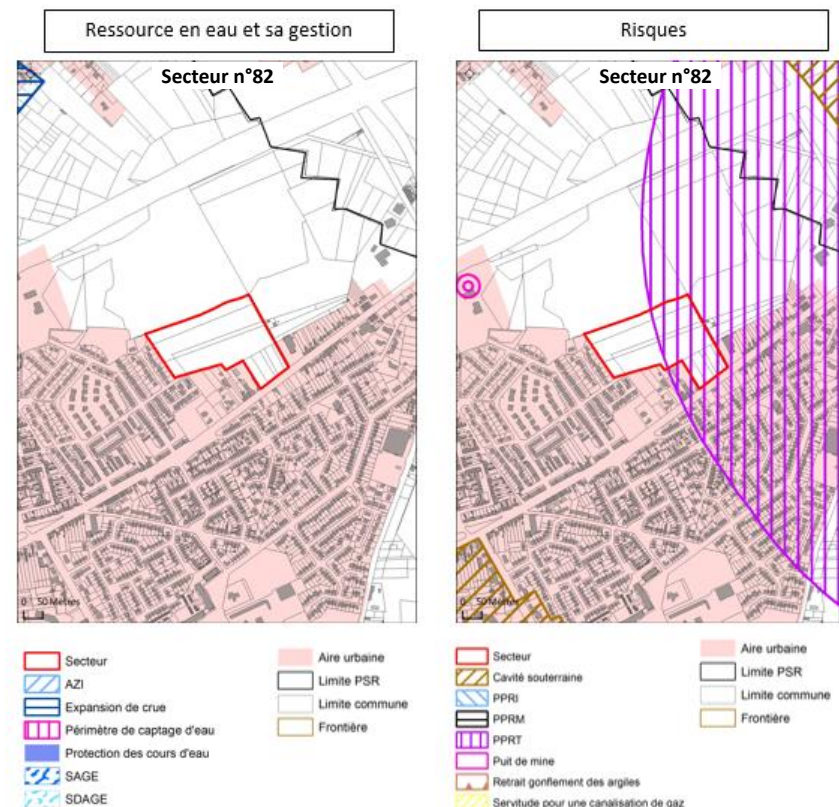 Ressource en eau et sa gestion
Risques
Secteur n°82
Secteur n°82
0 50 Mètres
0 50 Mètres
Secteur
AZI
Expansion de crue
Périmètre de captage d'eau
Protection des cours d'eau
SAGE
SDAGE
Aire urbaine
Limite PSR
Limite commune
Frontière
Secteur
Cavité souterraine
PPRI
PPRM
PPRT
Puit de mine
Retrait gonflement des argiles
Servitude pour une canalisation de gaz
Aire urbaine
Limite PSR
Limite commune
Frontière